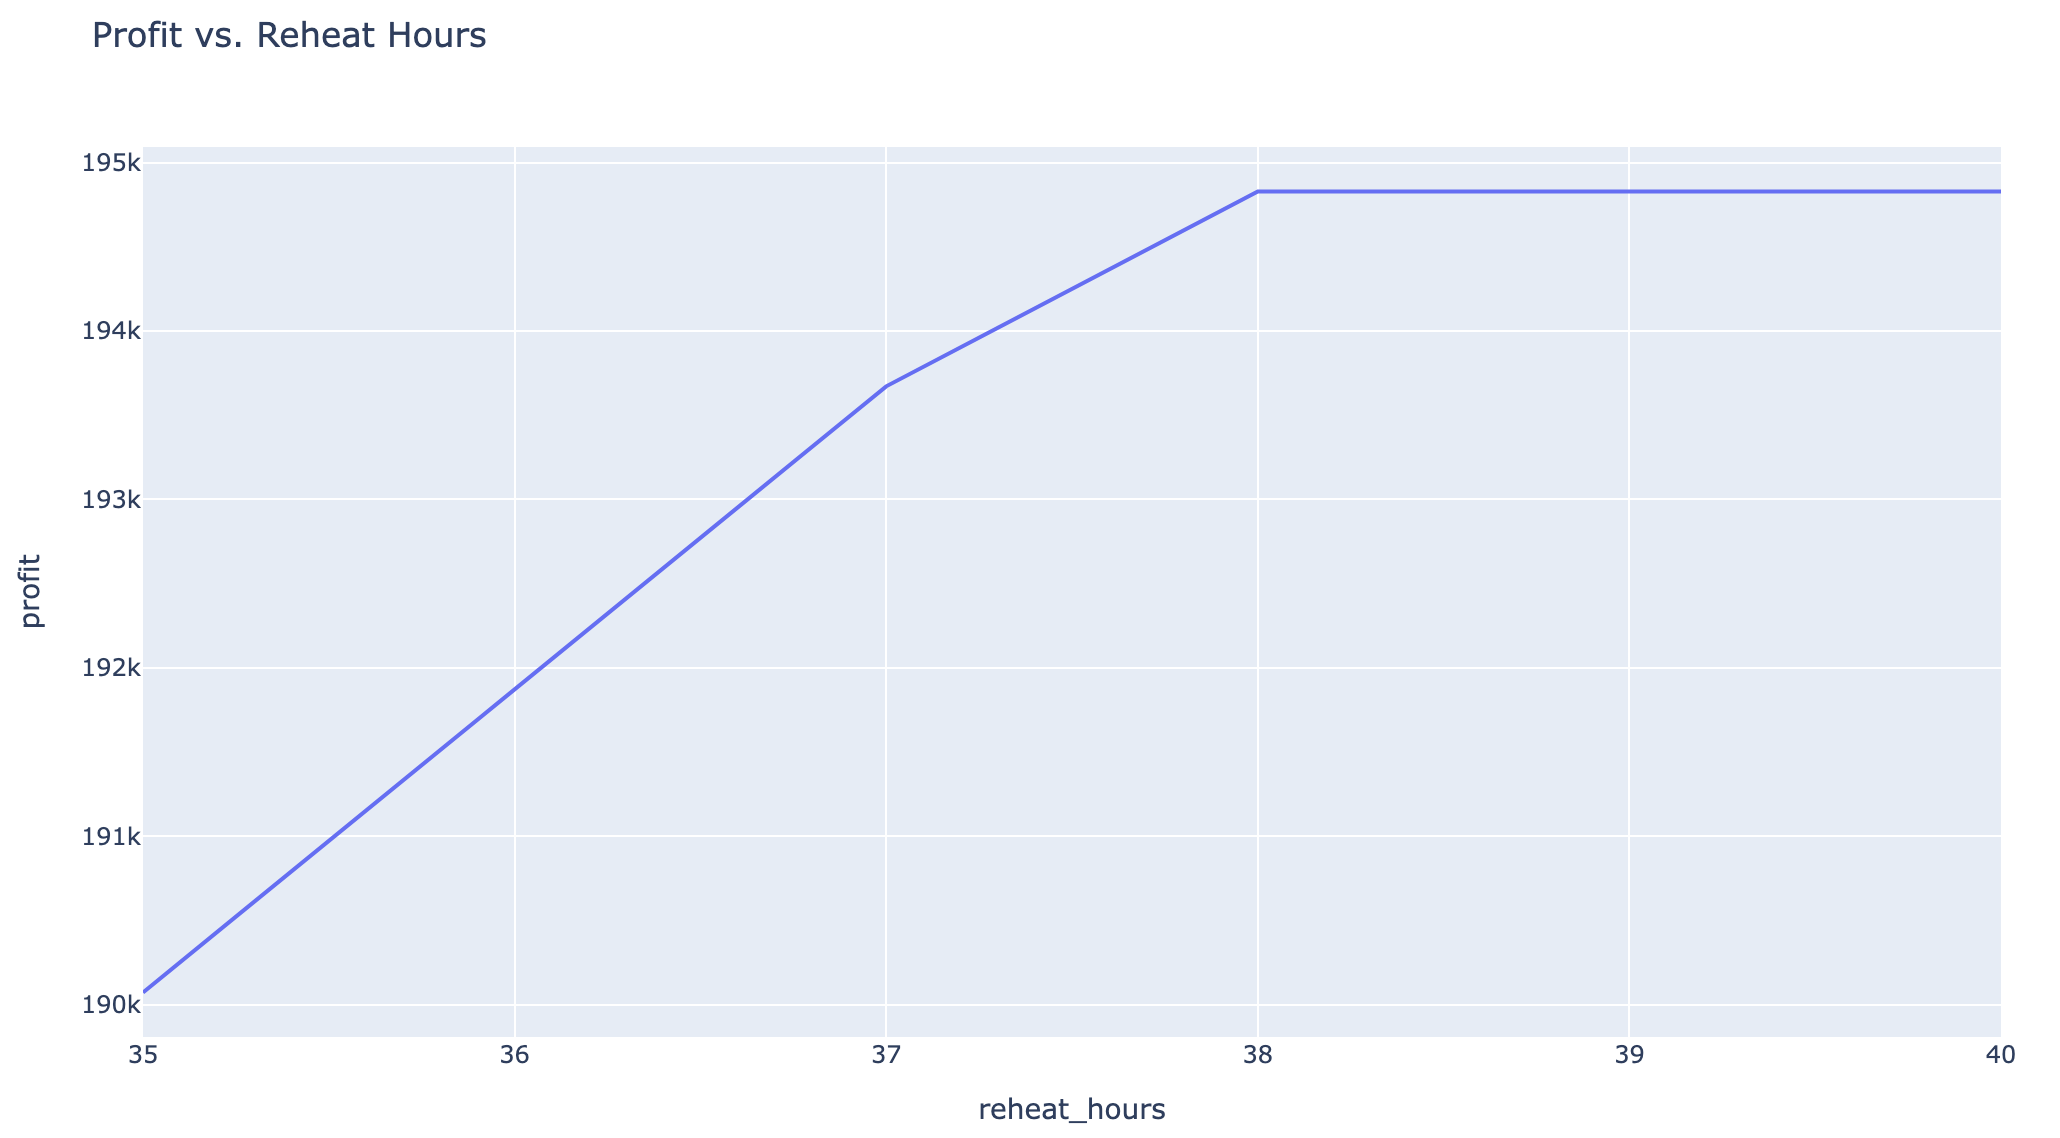 Profit vs. Reheat Hours
195k
194k
193k
192k
191k
190k
profit
35 36 37 38 39 40
reheat_hours